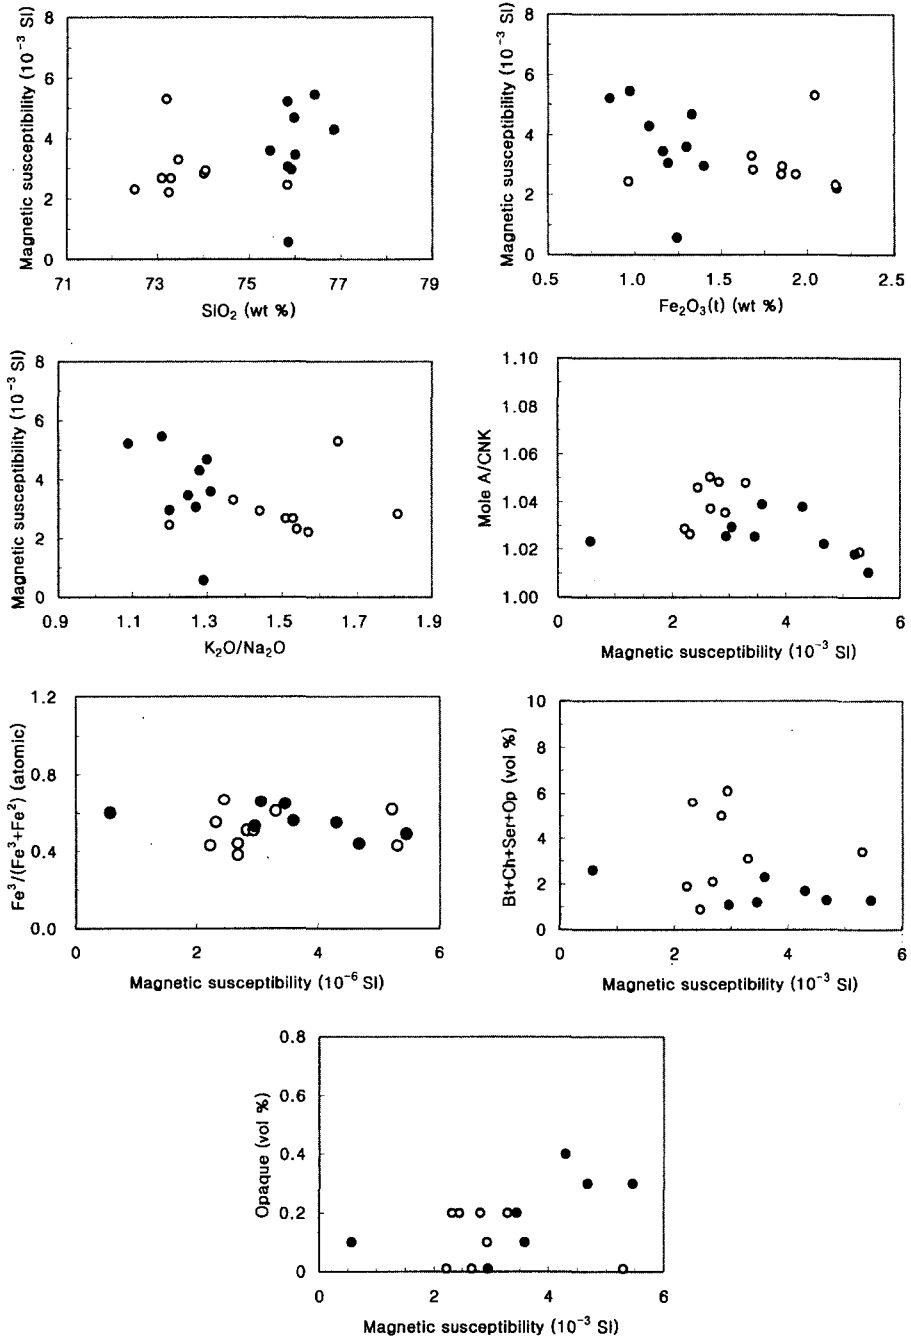 Magnetic susceptibility (10⁻³ SI)
8
6
4
2
0
71 73 75 77 79
SIO₂ (wt %)
Magnetic susceptibility (10⁻³ SI)
8
6
4
2
0
0.5 1.0 1.5 2.0 2.5
Fe₂O₃(t) (wt %)
Magnetic susceptibility (10⁻³ SI)
8
6
4
2
0
0.9 1.1 1.3 1.5 1.7 1.9
K₂O/Na₂O
Mole A/CNK
1.10
1.08
1.06
1.04
1.02
1.00
0 2 4 6
Magnetic susceptibility (10⁻³ SI)
Fe³/(Fe³+Fe²) (atomic)
1.2
0.8
0.4
0.0
0 2 4 6
Magnetic susceptibility (10⁻⁶ SI)
Bt+Ch+Ser+Op (vol %)
10
8
6
4
2
0
0 2 4 6
Magnetic susceptibility (10⁻³ SI)
Opaque (vol %)
0.8
0.6
0.4
0.2
0
0 2 4 6
Magnetic susceptibility (10⁻³ SI)